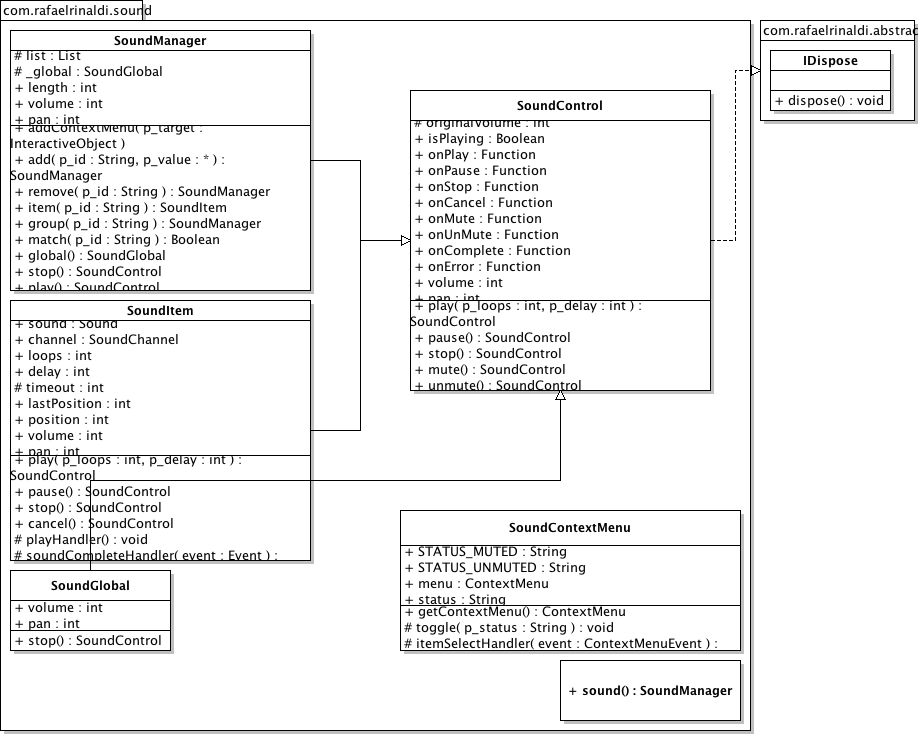 com.rafaelrinaldi.sound
SoundManager
# list : List
# _global : SoundGlobal
+ length : int
+ volume : int
+ pan : int
+ addContextMenu( p_target :
InteractiveObject )
+ add( p_id : String, p_value : * ) :
SoundManager
+ remove( p_id : String ) : SoundManager
+ item( p_id : String ) : SoundItem
+ group( p_id : String ) : SoundManager
+ match( p_id : String ) : Boolean
+ global() : SoundGlobal
+ stop() : SoundControl
+ play() : SoundControl
SoundItem
+ sound : Sound
+ channel : SoundChannel
+ loops : int
+ delay : int
# timeout : int
+ lastPosition : int
+ position : int
+ volume : int
+ pan : int
+ play( p_loops : int, p_delay : int ) :
SoundControl
+ pause() : SoundControl
+ stop() : SoundControl
+ cancel() : SoundControl
# playHandler() : void
# soundCompleteHandler( event : Event ) :
SoundGlobal
+ volume : int
+ pan : int
+ stop() : SoundControl
SoundControl
# originalVolume : int
+ isPlaying : Boolean
+ onPlay : Function
+ onPause : Function
+ onStop : Function
+ onCancel : Function
+ onMute : Function
+ onUnMute : Function
+ onComplete : Function
+ onError : Function
+ volume : int
+ pan : int
+ play( p_loops : int, p_delay : int ) :
SoundControl
+ pause() : SoundControl
+ stop() : SoundControl
+ mute() : SoundControl
+ unmute() : SoundControl
SoundContextMenu
+ STATUS_MUTED : String
+ STATUS_UNMUTED : String
+ menu : ContextMenu
+ status : String
+ getContextMenu() : ContextMenu
# toggle( p_status : String ) : void
# itemSelectHandler( event : ContextMenuEvent ) :
+ sound() : SoundManager
com.rafaelrinaldi.abstrac
IDispose
+ dispose() : void